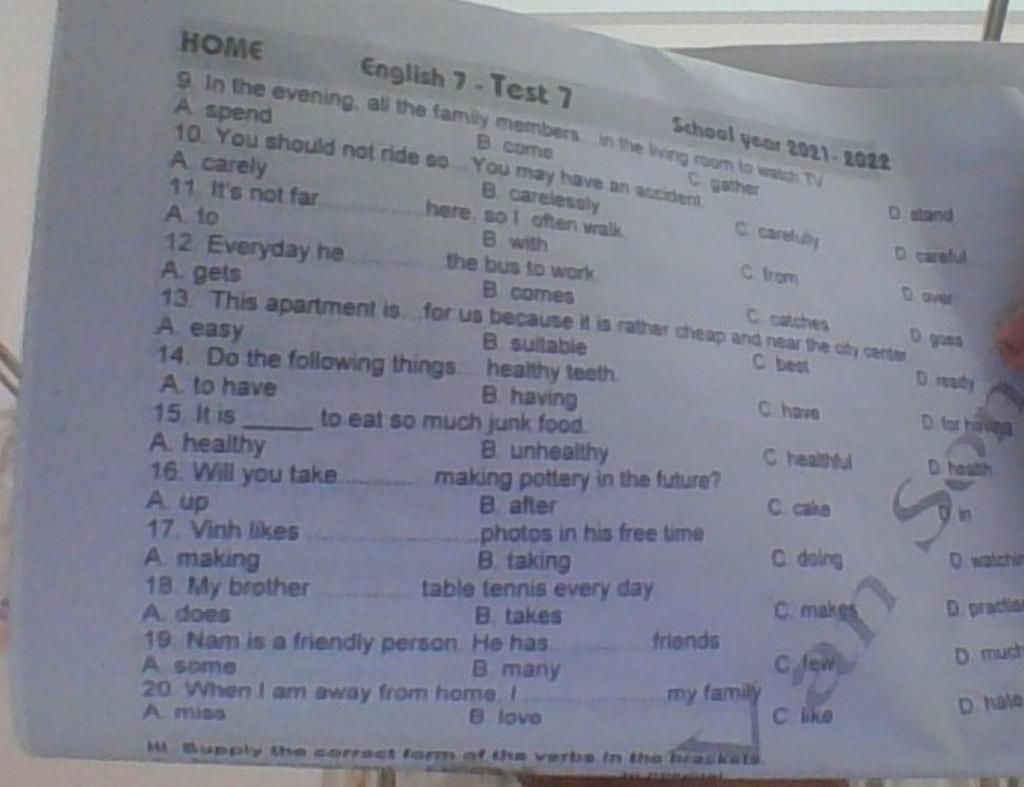 HOME English 7 - Test 7 School year 2021- 2022
9. In the evening, all the family members... in the living room to watch TV
A. spend B. come C. gather D. stand
10. You should not ride so... You may have an accident.
A. carely B. carelessly C. carefully D. careful
11. It's not far............ here, so I often walk.
A. to B. with C. from D. over
12. Everyday he............ the bus to work.
A. gets B. comes C. catches D. goes
13. This apartment is...for us because it is rather cheap and near the city center.
A. easy B. suitable C. best D. ready
14. Do the following things... healthy teeth.
A. to have B. having C. have D. for having
15. It is ______ to eat so much junk food.
A. healthy B. unhealthy C. healthful D. health
16. Will you take............ making pottery in the future?
A. up B. after C. cake D. in
17. Vinh likes ........................photos in his free time
A. making B. taking C. doing D. watchin
18. My brother ............ table tennis every day
A. does B. takes C. makes D. practise
19. Nam is a friendly person. He has............ friends
A. some B. many C. few D. much
20. When I am away from home, I .................... my family
A. miss B. love C. like D. hate
III. Supply the correct form of the verbs in the brackets.